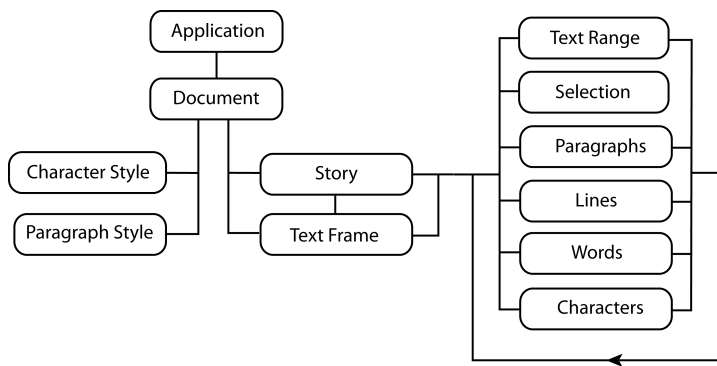 Application
Document
Character Style
Paragraph Style
Story
Text Frame
Text Range
Selection
Paragraphs
Lines
Words
Characters